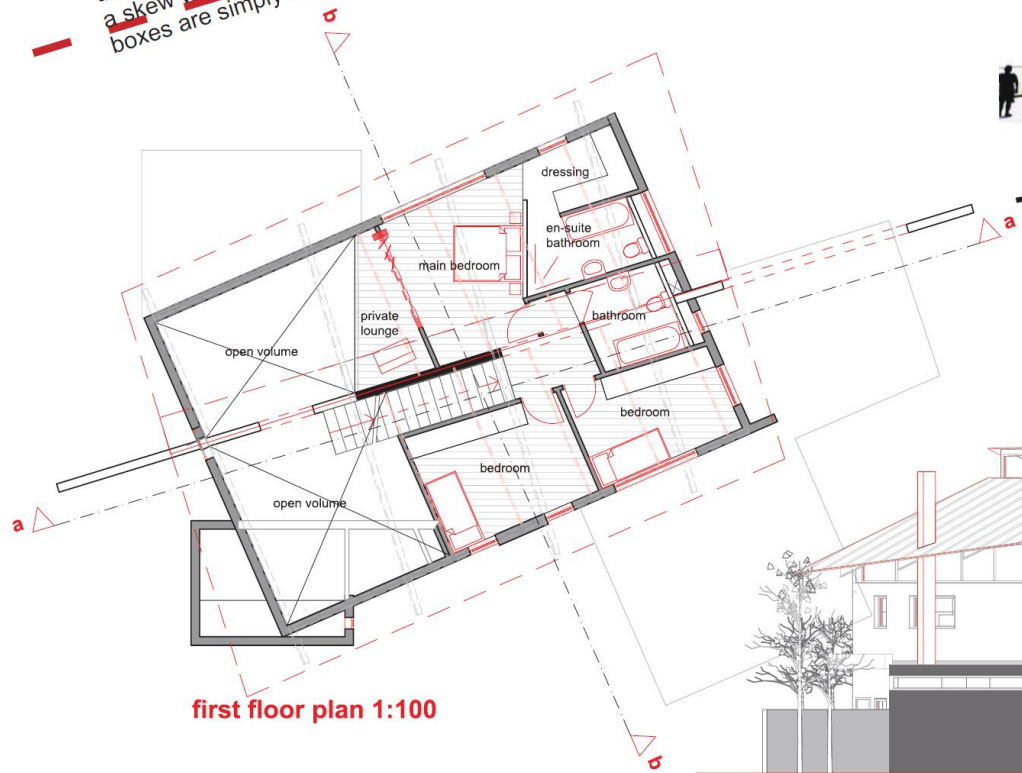 a skew
boxes are simply
b
dressing
en-suite
bathroom
a
main bedroom
private
lounge
bathroom
open volume
bedroom
bedroom
open volume
a
first floor plan 1:100
b